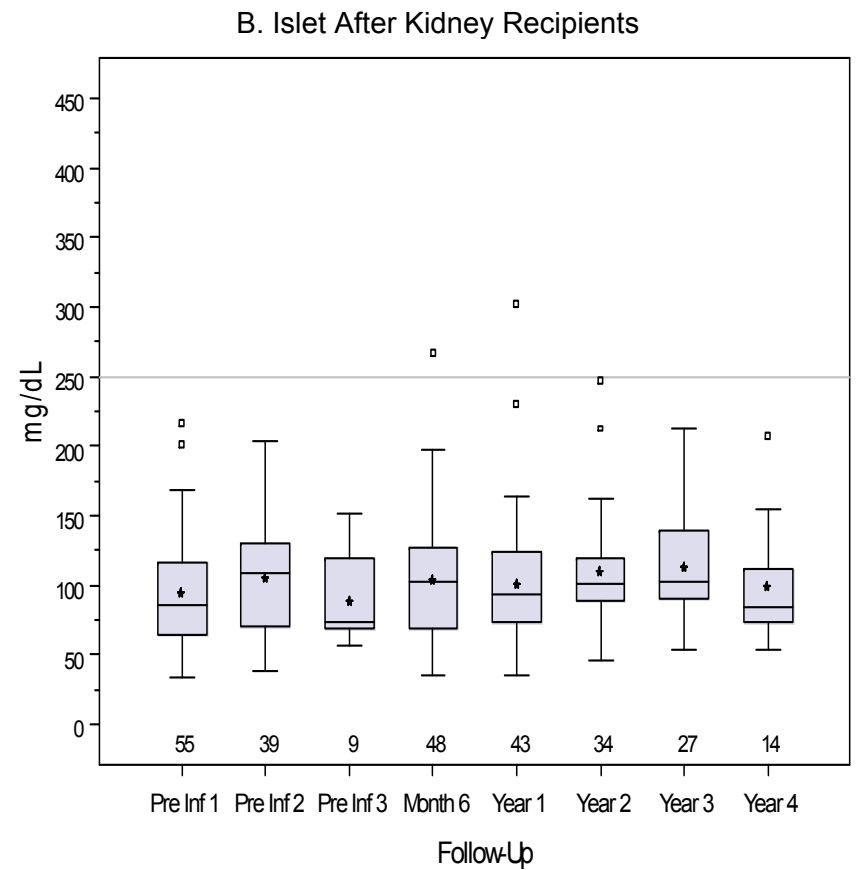 B. Islet After Kidney Recipients
450
400
350
300
250
200
150
100
50
0
mg/dL
55 39 9 48 43 34 27 14
Pre Inf 1 Pre Inf 2 Pre Inf 3 Month 6 Year 1 Year 2 Year 3 Year 4
Follow-Up